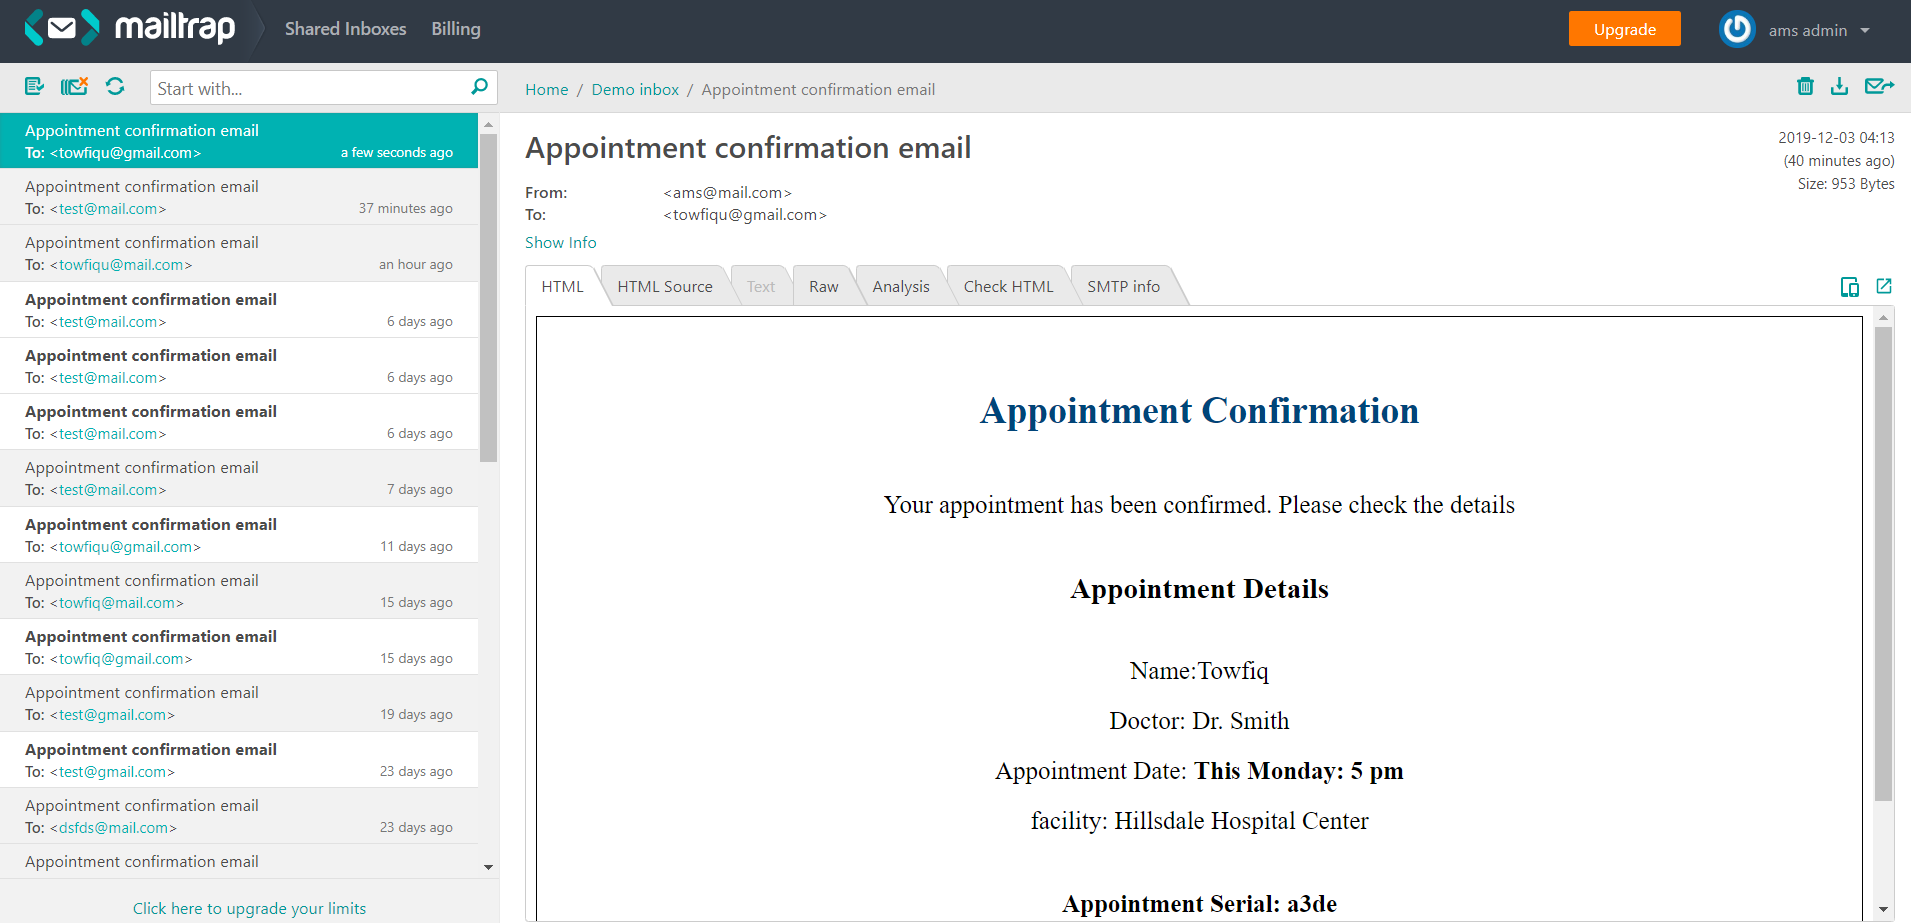 mailtrap
Shared Inboxes
Billing
Upgrade
ams admin
Start with...
Home / Demo inbox / Appointment confirmation email
Appointment confirmation email
To: <towfiqu@gmail.com> a few seconds ago
Appointment confirmation email
To: <test@mail.com> 37 minutes ago
Appointment confirmation email
To: <towfiqu@mail.com> an hour ago
Appointment confirmation email
To: <test@mail.com> 6 days ago
Appointment confirmation email
To: <test@mail.com> 6 days ago
Appointment confirmation email
To: <test@mail.com> 6 days ago
Appointment confirmation email
To: <test@mail.com> 7 days ago
Appointment confirmation email
To: <towfiqu@gmail.com> 11 days ago
Appointment confirmation email
To: <towfiq@mail.com> 15 days ago
Appointment confirmation email
To: <towfiq@gmail.com> 15 days ago
Appointment confirmation email
To: <test@gmail.com> 19 days ago
Appointment confirmation email
To: <test@gmail.com> 23 days ago
Appointment confirmation email
To: <dsfds@mail.com> 23 days ago
Appointment confirmation email
Click here to upgrade your limits
Appointment confirmation email
2019-12-03 04:13
(40 minutes ago)
Size: 953 Bytes
From: <ams@mail.com>
To: <towfiqu@gmail.com>
Show Info
HTML
HTML Source
Text
Raw
Analysis
Check HTML
SMTP info
Appointment Confirmation
Your appointment has been confirmed. Please check the details
Appointment Details
Name:Towfiq
Doctor: Dr. Smith
Appointment Date: This Monday: 5 pm
facility: Hillsdale Hospital Center
Appointment Serial: a3de